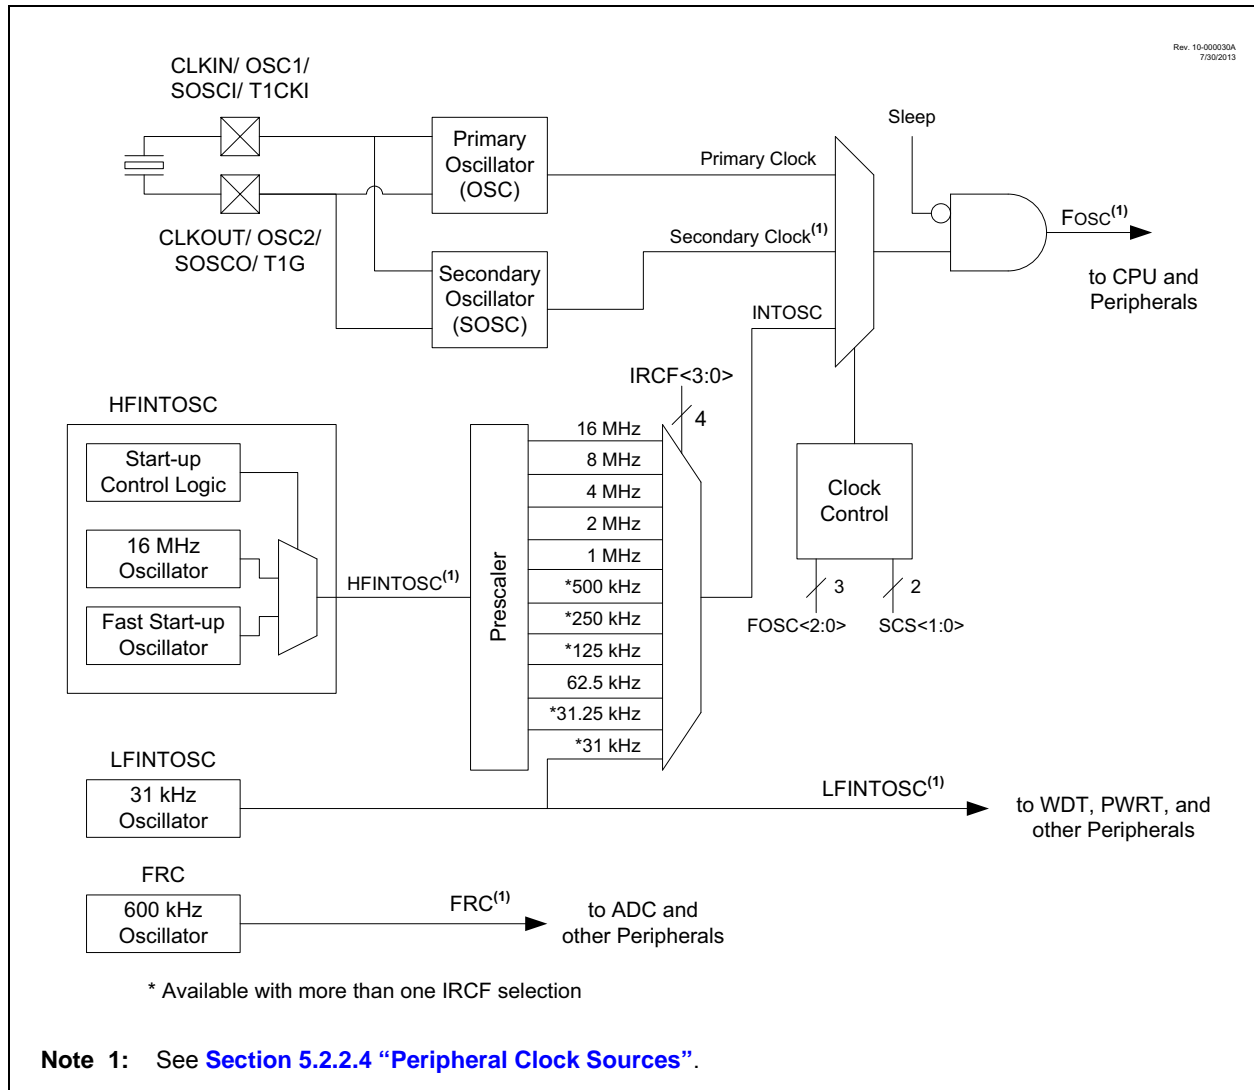 Rev. 10-000030A
7/30/2013
CLKIN/ OSC1/
SOSCI/ T1CKI
Sleep
Primary
Oscillator
(OSC)
Primary Clock
FOSC(1)
CLKOUT/ OSC2/
SOSCO/ T1G
Secondary Clock(1)
to CPU and
Peripherals
Secondary
Oscillator
(SOSC)
INTOSC
IRCF<3:0>
4
HFINTOSC
Start-up
Control Logic
16 MHz
Oscillator
Fast Start-up
Oscillator
HFINTOSC(1)
Prescaler
16 MHz
8 MHz
4 MHz
2 MHz
1 MHz
*500 kHz
*250 kHz
*125 kHz
62.5 kHz
*31.25 kHz
*31 kHz
Clock
Control
3
2
FOSC<2:0>
SCS<1:0>
LFINTOSC
31 kHz
Oscillator
LFINTOSC(1)
to WDT, PWRT, and
other Peripherals
FRC
600 kHz
Oscillator
FRC(1)
to ADC and
other Peripherals
* Available with more than one IRCF selection
Note 1: See Section 5.2.2.4 “Peripheral Clock Sources”.